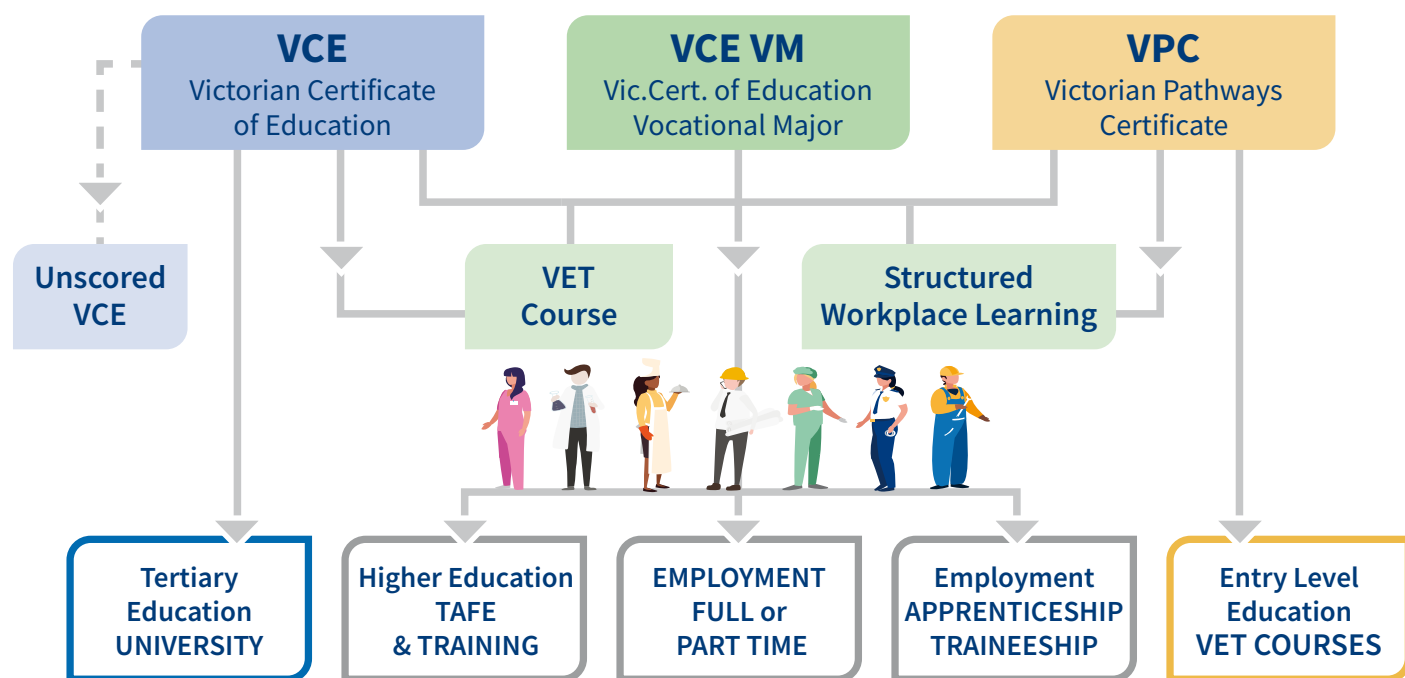 VCE
Victorian Certificate
of Education
VCE VM
Vic.Cert. of Education
Vocational Major
VPC
Victorian Pathways
Certificate
Unscored
VCE
VET
Course
Structured
Workplace Learning
Tertiary
Education
UNIVERSITY
Higher Education
TAFE
& TRAINING
EMPLOYMENT
FULL or
PART TIME
Employment
APPRENTICESHIP
TRAINEESHIP
Entry Level
Education
VET COURSES